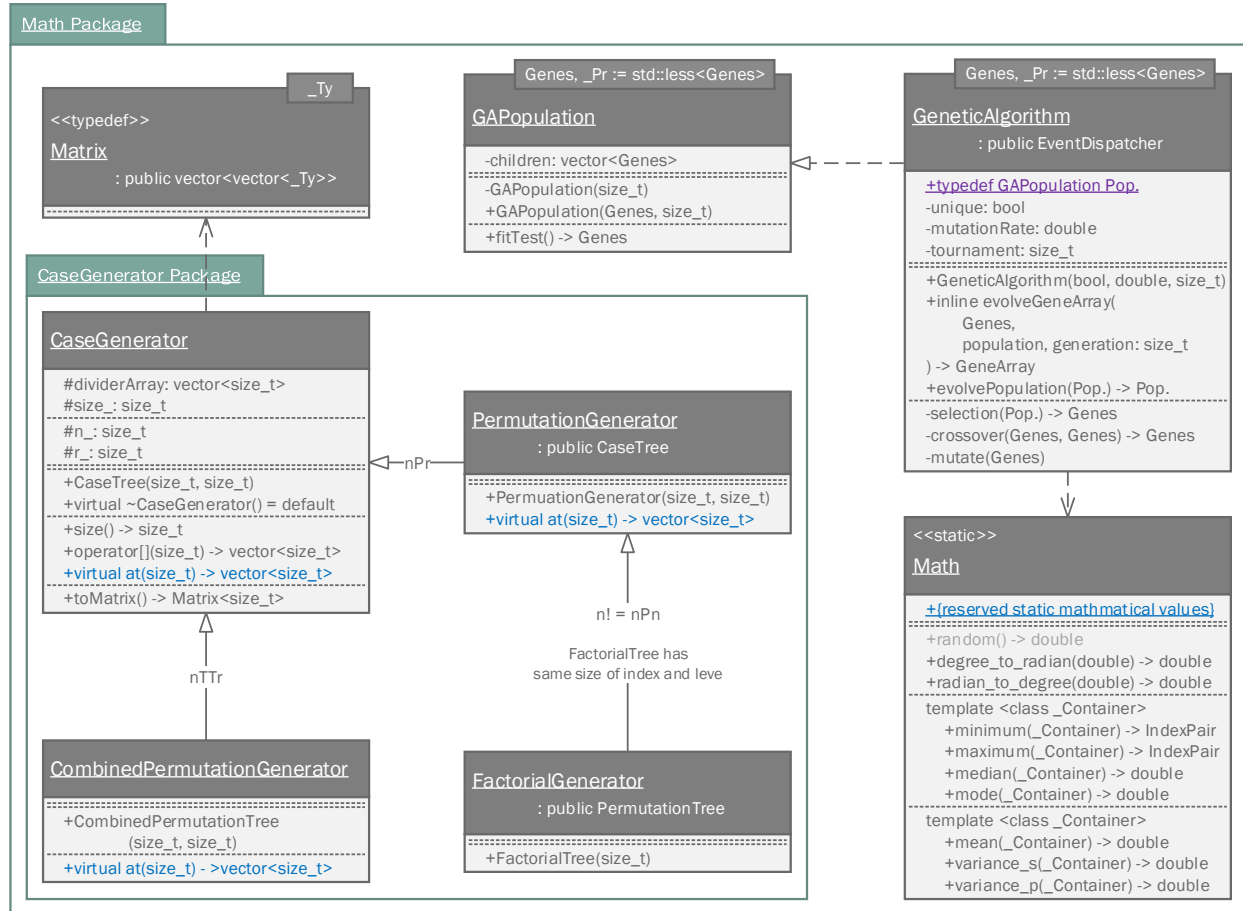 Math Package
_Ty
<<typedef>>
Matrix
: public vector<vector<_Ty>>
Genes, _Pr := std::less<Genes>
GAPopulation
-children: vector<Genes>
-GAPopulation(size_t)
+GAPopulation(Genes, size_t)
+fitTest() -> Genes
Genes, _Pr := std::less<Genes>
GeneticAlgorithm
: public EventDispatcher
+typedef GAPopulation Pop.
-unique: bool
-mutationRate: double
-tournament: size_t
+GeneticAlgorithm(bool, double, size_t)
+inline evolveGeneArray(
Genes,
population, generation: size_t
) -> GeneArray
+evolvePopulation(Pop.) -> Pop.
-selection(Pop.) -> Genes
-crossover(Genes, Genes) -> Genes
-mutate(Genes)
CaseGenerator Package
CaseGenerator
#dividerArray: vector<size_t>
#size_: size_t
#n_: size_t
#r_: size_t
+CaseTree(size_t, size_t)
+virtual ~CaseGenerator() = default
+size() -> size_t
+operator[](size_t) -> vector<size_t>
+virtual at(size_t) -> vector<size_t>
+toMatrix() -> Matrix<size_t>
nPr
PermutationGenerator
: public CaseTree
+PermuationGenerator(size_t, size_t)
+virtual at(size_t) -> vector<size_t>
n! = nPn
FactorialTree has
same size of index and leve
nTTr
CombinedPermutationGenerator
+CombinedPermutationTree
(size_t, size_t)
+virtual at(size_t) - >vector<size_t>
FactorialGenerator
: public PermutationTree
+FactorialTree(size_t)
<<static>>
Math
+{reserved static mathmatical values}
+random() -> double
+degree_to_radian(double) -> double
+radian_to_degree(double) -> double
template <class _Container>
+minimum(_Container) -> IndexPair
+maximum(_Container) -> IndexPair
+median(_Container) -> double
+mode(_Container) -> double
template <class _Container>
+mean(_Container) -> double
+variance_s(_Container) -> double
+variance_p(_Container) -> double